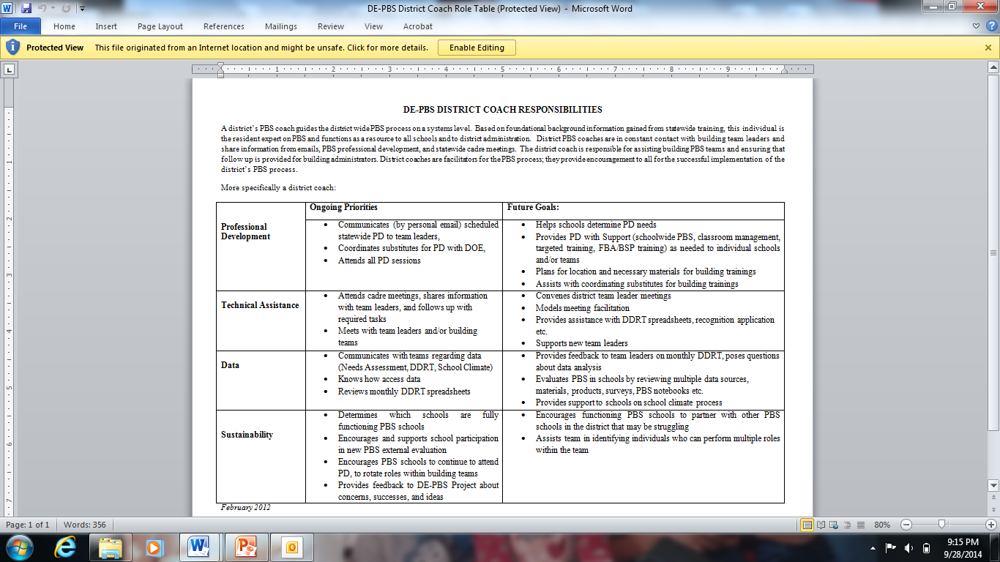 DE-PBS District Coach Role Table (Protected View) - Microsoft Word
File Home Insert Page Layout References Mailings Review View Acrobat
Protected View This file originated from an Internet location and might be unsafe. Click for more details. Enable Editing
1 2 3 4 5 6 7 8 9
DE-PBS DISTRICT COACH RESPONSIBILITIES
A district’s PBS coach guides the district wide PBS process on a systems level. Based on foundational background information gained from statewide training, this individual is
the resident expert on PBS and functions as a resource to all schools and to district administration. District PBS coaches are in constant contact with building team leaders and
share information from emails, PBS professional development, and statewide cadre meetings. The district coach is responsible for assisting building PBS teams and ensuring that
follow up is provided for building administrators. District coaches are facilitators for the PBS process; they provide encouragement to all for the successful implementation of the
district’s PBS process.
More specifically a district coach:
Ongoing Priorities
Future Goals:
Professional
Development
• Communicates (by personal email) scheduled
statewide PD to team leaders,
• Coordinates substitutes for PD with DOE,
• Attends all PD sessions
• Helps schools determine PD needs
• Provides PD with Support (schoolwide PBS, classroom management,
targeted training, FBA/BSP training) as needed to individual schools
and/or teams
• Plans for location and necessary materials for building trainings
• Assists with coordinating substitutes for building trainings
Technical Assistance
• Attends cadre meetings, shares information
with team leaders, and follows up with
required tasks
• Meets with team leaders and/or building
teams
• Convenes district team leader meetings
• Models meeting facilitation
• Provides assistance with DDRT spreadsheets, recognition application
etc.
• Supports new team leaders
Data
• Communicates with teams regarding data
(Needs Assessment, DDRT, School Climate)
• Knows how access data
• Reviews monthly DDRT spreadsheets
• Provides feedback to team leaders on monthly DDRT, poses questions
about data analysis
• Evaluates PBS in schools by reviewing multiple data sources,
materials, products, surveys, PBS notebooks etc.
• Provides support to schools on school climate process
Sustainability
• Determines which schools are fully
functioning PBS schools
• Encourages and supports school participation
in new PBS external evaluation
• Encourages PBS schools to continue to attend
PD, to rotate roles within building teams
• Provides feedback to DE-PBS Project about
concerns, successes, and ideas
• Encourages functioning PBS schools to partner with other PBS
schools in the district that may be struggling
• Assists team in identifying individuals who can perform multiple roles
within the team
February 2012
1
2
3
4
5
6
7
Page: 1 of 1 Words: 356 80%
9:15 PM
9/28/2014